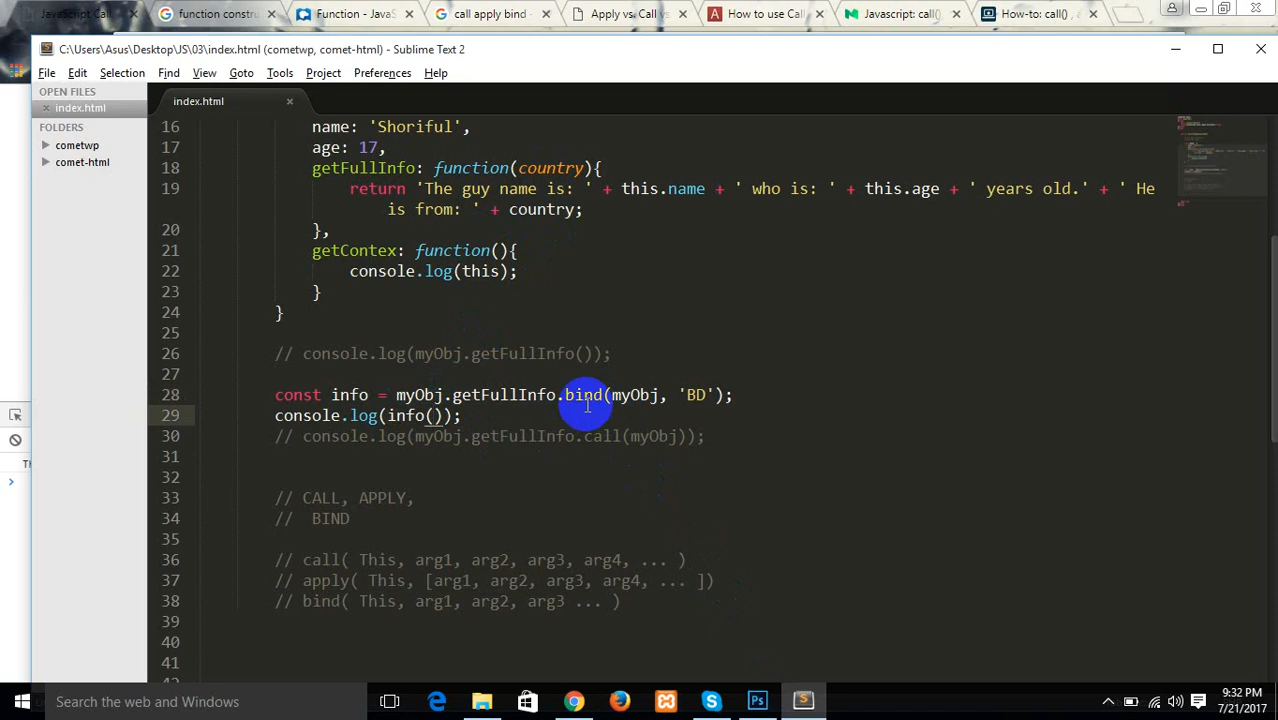 JavaScript Call
function constru
Function - JavaS
call apply bind -
Apply vs. Call vs
How to use Call
Javascript: call()
How-to: call() , a
C:\Users\Asus\Desktop\JS\03\index.html (cometwp, comet-html) - Sublime Text 2
File Edit Selection Find View Goto Tools Project Preferences Help
OPEN FILES
index.html
FOLDERS
cometwp
comet-html
index.html
16 name: 'Shoriful',
17 age: 17,
18 getFullInfo: function(country){
19 return 'The guy name is: ' + this.name + ' who is: ' + this.age + ' years old.' + ' He
is from: ' + country;
20 },
21 getContex: function(){
22 console.log(this);
23 }
24 }
25
26 // console.log(myObj.getFullInfo());
27
28 const info = myObj.getFullInfo.bind(myObj, 'BD');
29 console.log(info());
30 // console.log(myObj.getFullInfo.call(myObj));
31
32
33 // CALL, APPLY,
34 // BIND
35
36 // call( This, arg1, arg2, arg3, arg4, ... )
37 // apply( This, [arg1, arg2, arg3, arg4, ... ])
38 // bind( This, arg1, arg2, arg3 ... )
39
40
41
42
Th
Search the web and Windows
9:32 PM
7/21/2017